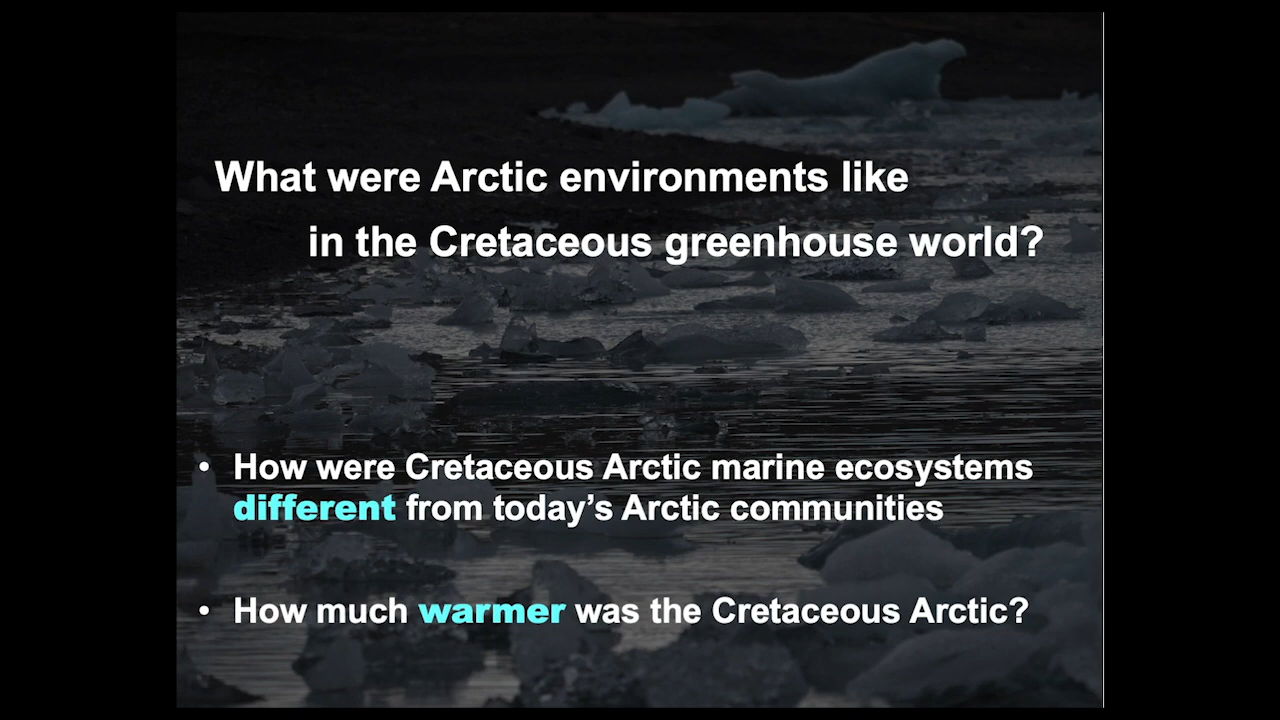 What were Arctic environments like
in the Cretaceous greenhouse world?
• How were Cretaceous Arctic marine ecosystems
different from today’s Arctic communities
• How much warmer was the Cretaceous Arctic?